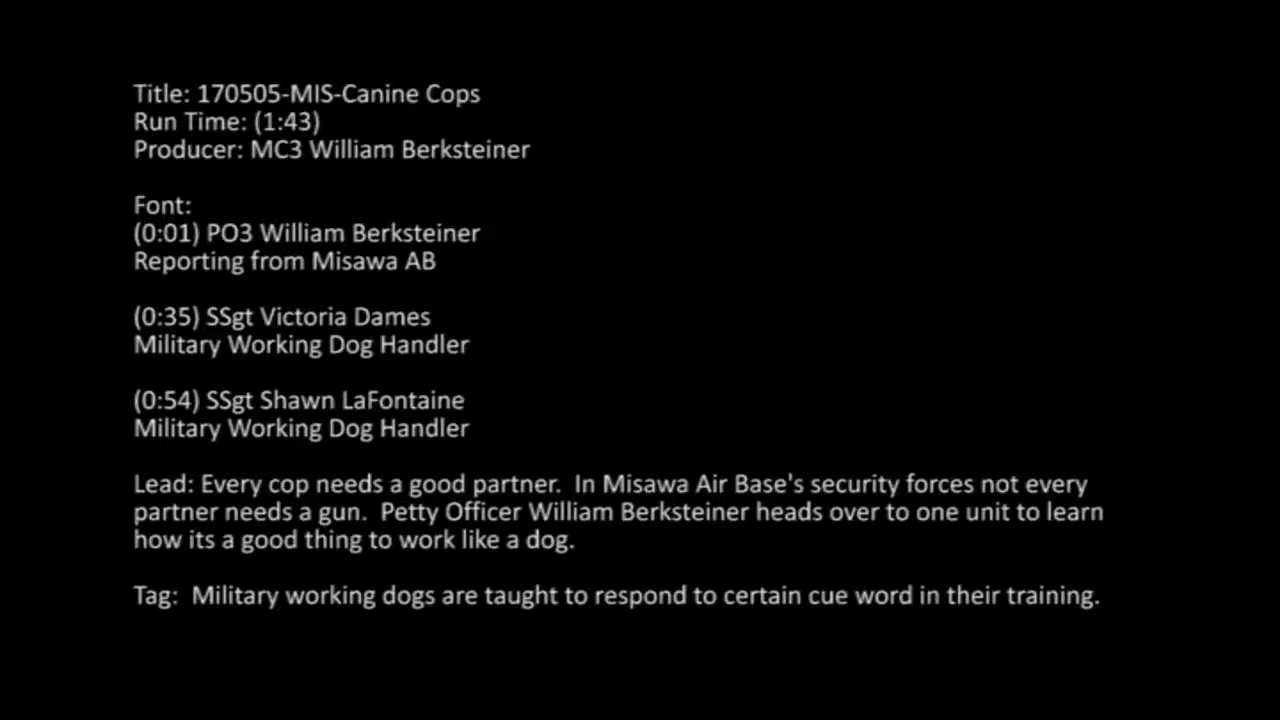 Title: 170505-MIS-Canine Cops
Run Time: (1:43)
Producer: MC3 William Berksteiner
Font:
(0:01) PO3 William Berksteiner
Reporting from Misawa AB
(0:35) SSgt Victoria Dames
Military Working Dog Handler
(0:54) SSgt Shawn LaFontaine
Military Working Dog Handler
Lead: Every cop needs a good partner.  In Misawa Air Base's security forces not every
partner needs a gun.  Petty Officer William Berksteiner heads over to one unit to learn
how its a good thing to work like a dog.
Tag:  Military working dogs are taught to respond to certain cue word in their training.